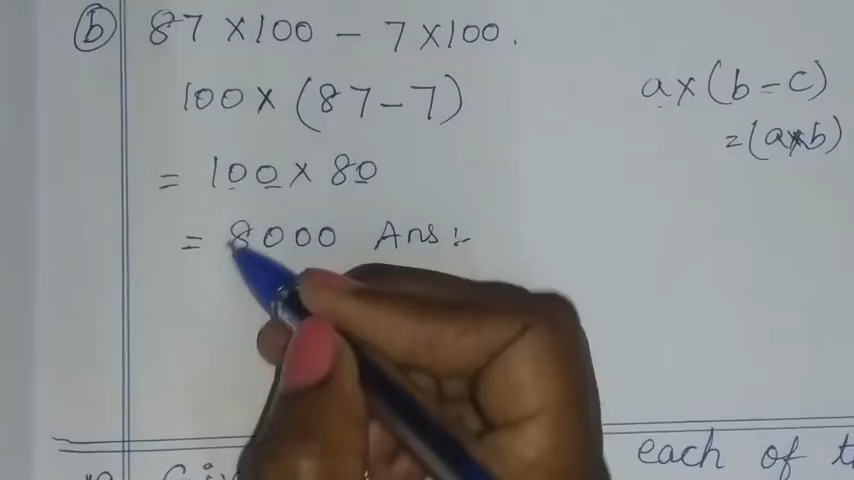 (b) 87 × 100 - 7 × 100.
100 × (87 - 7)
= 100 × 80
= 8000 Ans :-
a × (b - c)
= (a × b)
each of